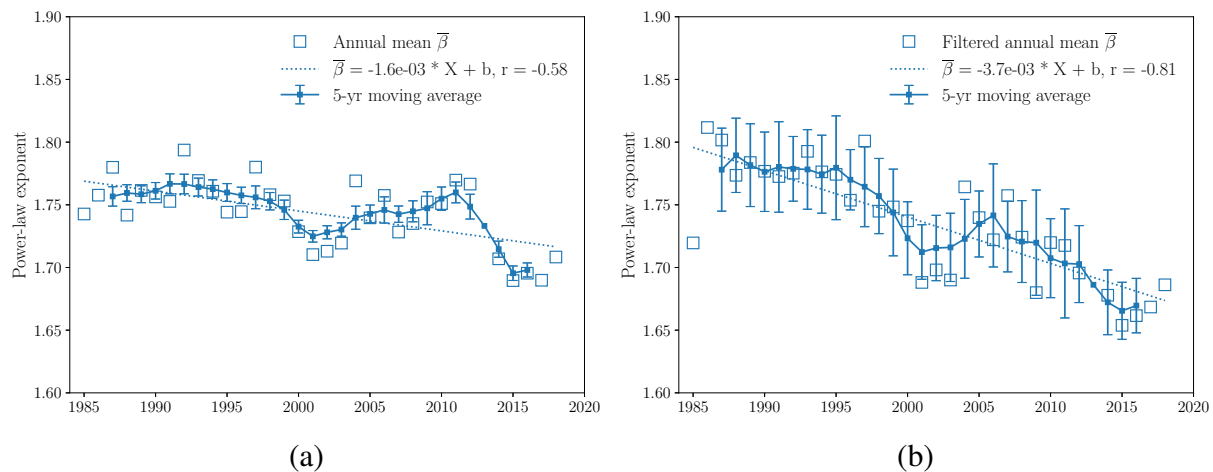 1.90
1.85
1.80
1.75
1.70
1.65
1.60
Power-law exponent
Annual mean β̅
β̅ = -1.6e-03 * X + b, r = -0.58
5-yr moving average
1985 1990 1995 2000 2005 2010 2015 2020
(a)
1.90
1.85
1.80
1.75
1.70
1.65
1.60
Power-law exponent
Filtered annual mean β̅
β̅ = -3.7e-03 * X + b, r = -0.81
5-yr moving average
1985 1990 1995 2000 2005 2010 2015 2020
(b)